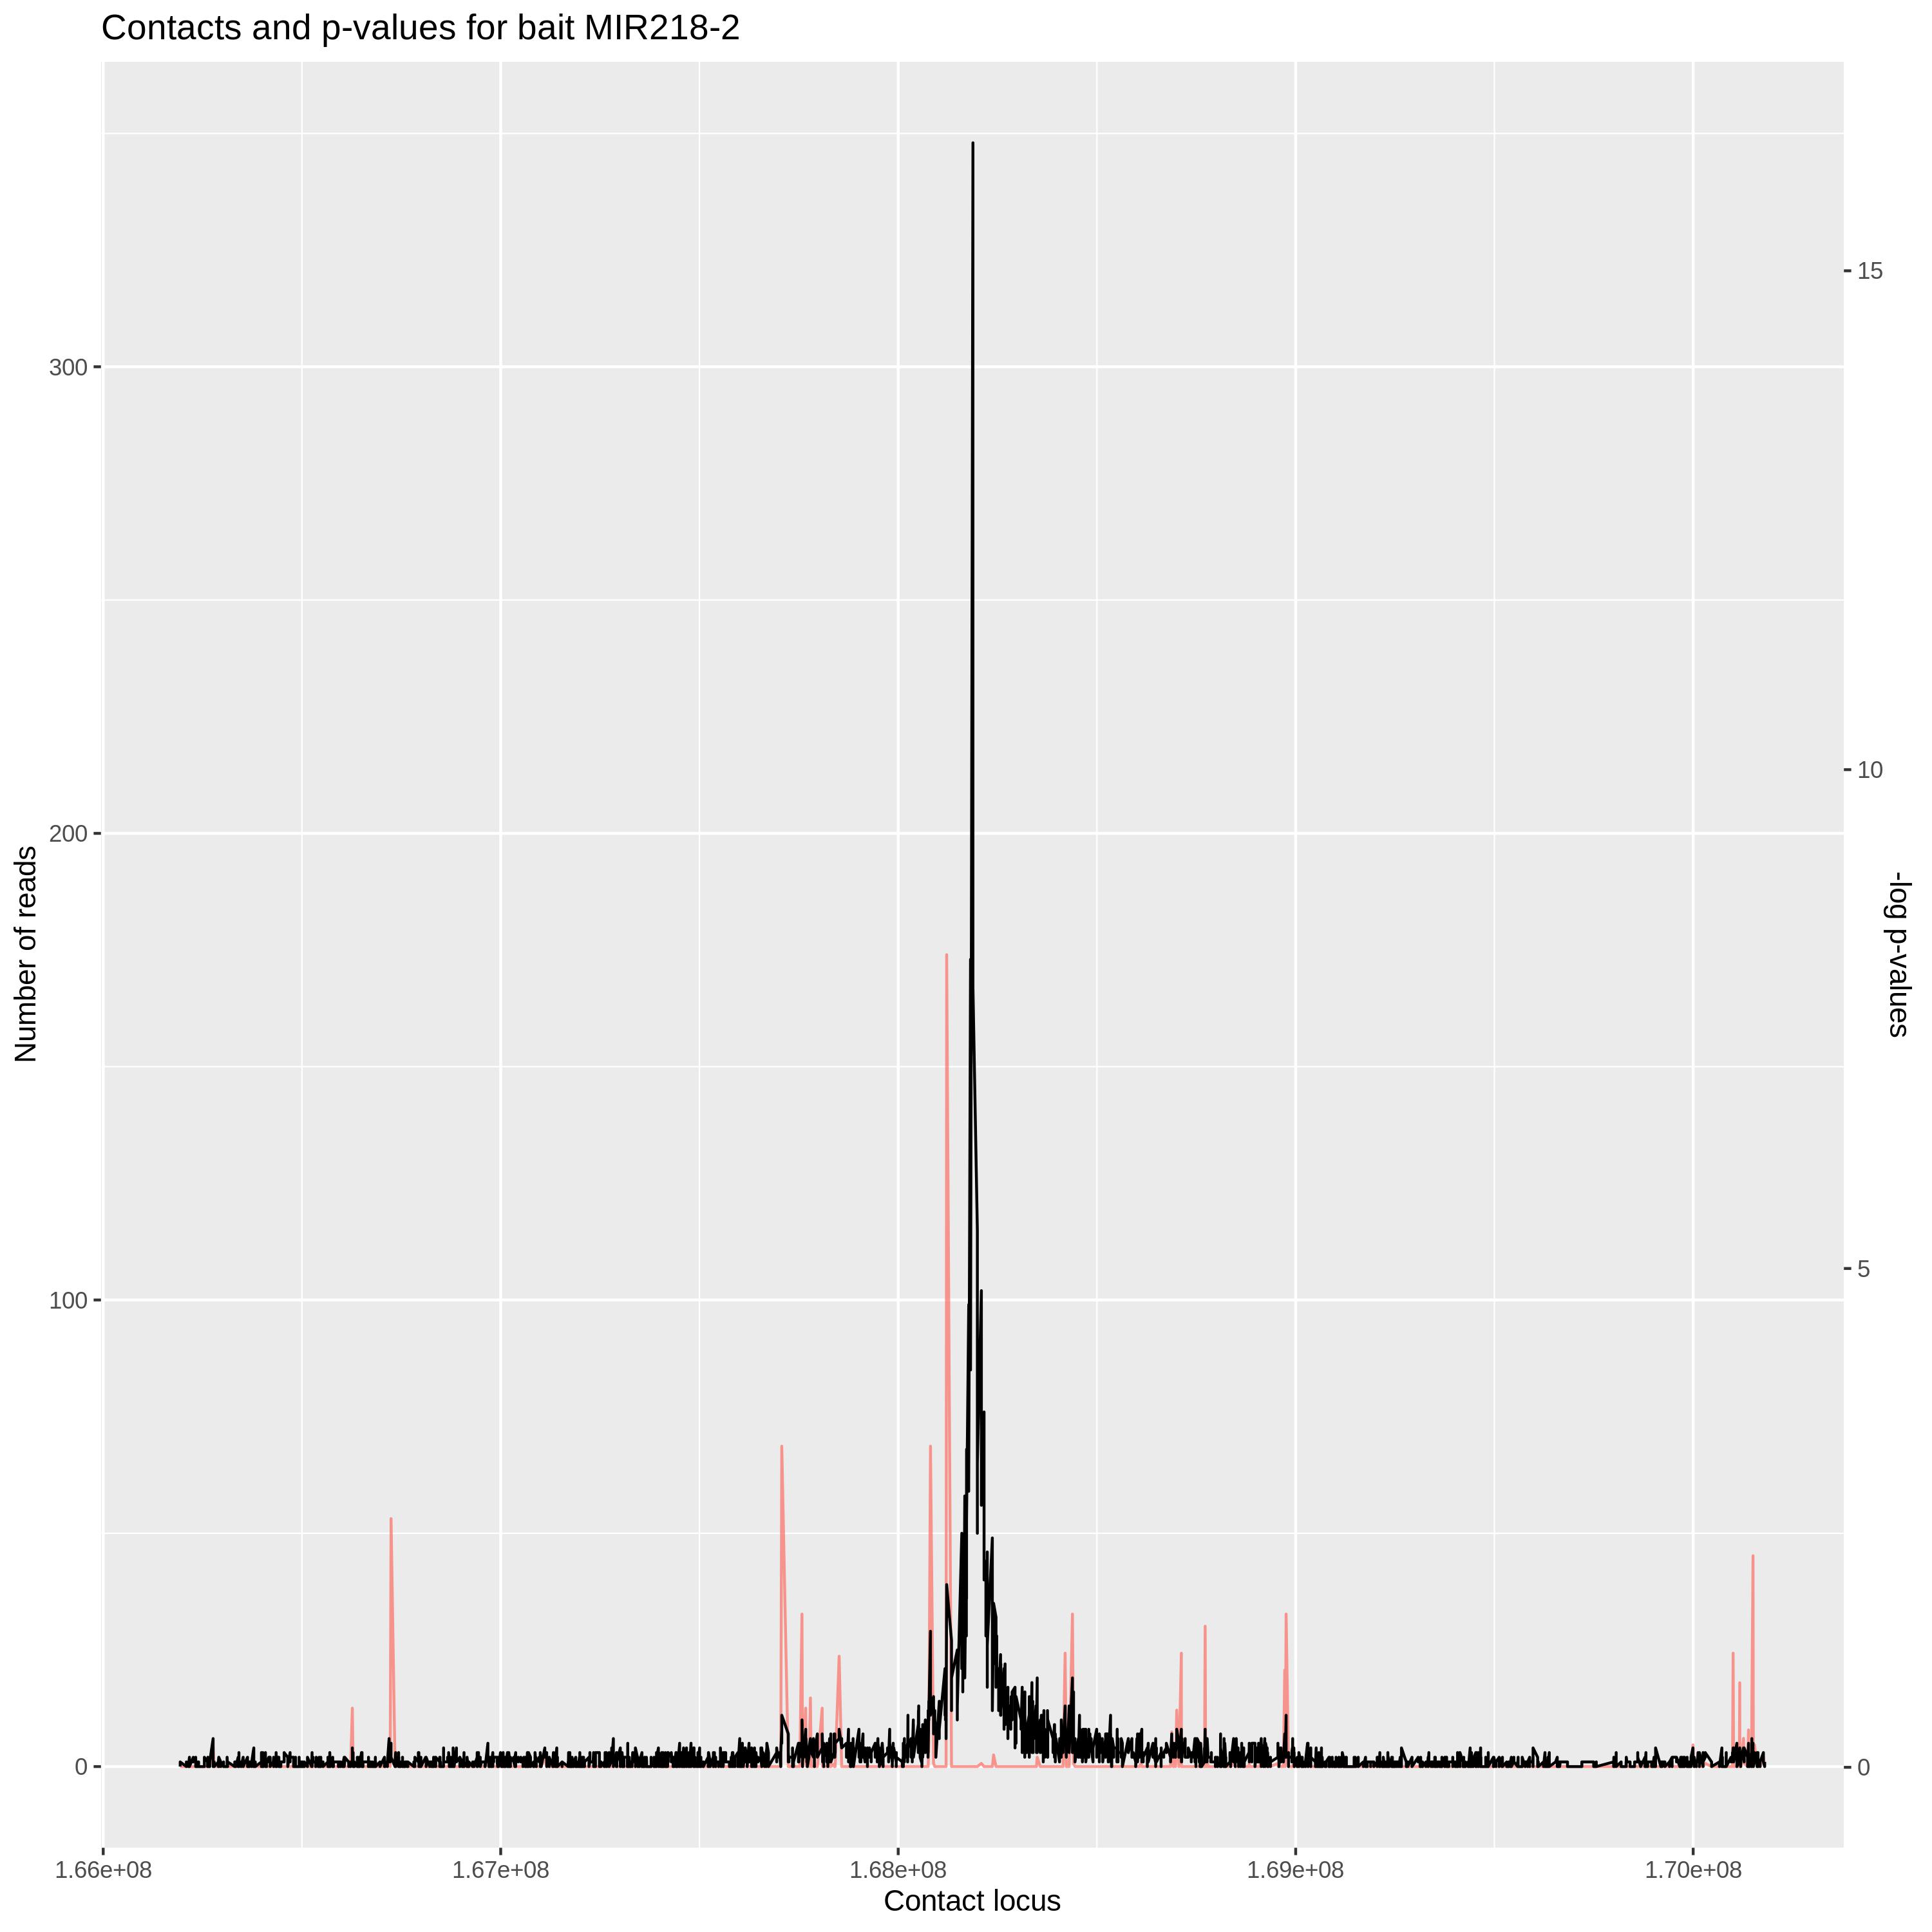 Contacts and p-values for bait MIR218-2
Number of reads
300
200
100
0
15
10
5
0
-log p-values
1.66e+08
1.67e+08
1.68e+08
1.69e+08
1.70e+08
Contact locus